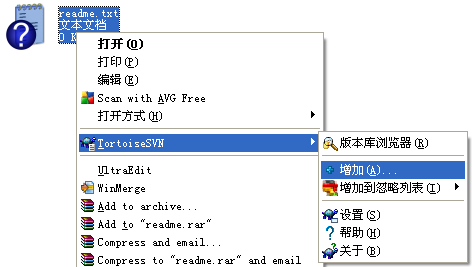 readme.txt
文本文档
0 K
打开(O)
打印(P)
编辑(E)
Scan with AVG Free
打开方式(H)
TortoiseSVN
UltraEdit
WinMerge
Add to archive...
Add to "readme.rar"
Compress and email...
Compress to "readme.rar" and email
版本库浏览器(R)
增加(A)...
增加到忽略列表(I)
设置(S)
帮助(H)
关于(B)